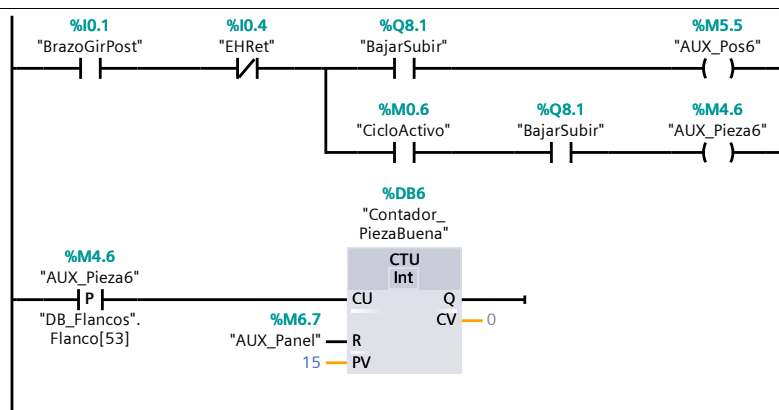 %I0.1 %I0.4 %Q8.1 %M5.5
"BrazoGirPost" "EHRet" "BajarSubir" "AUX_Pos6"
%M0.6 %Q8.1 %M4.6
"CicloActivo" "BajarSubir" "AUX_Pieza6"
%DB6
"Contador_
PiezaBuena"
%M4.6
"AUX_Pieza6"
P
"DB_Flancos".
Flanco[53]
CTU
Int
CU Q
CV 0
%M6.7
"AUX_Panel" R
15 PV